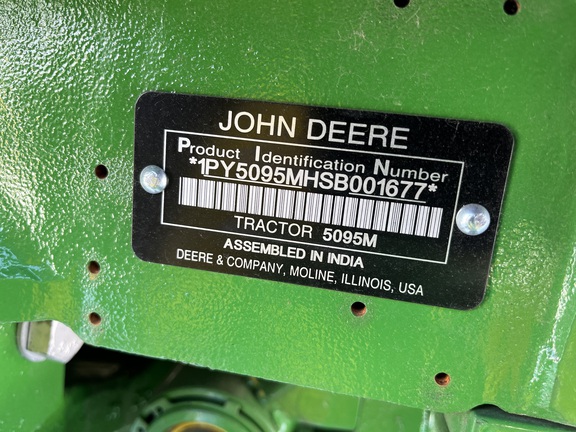 JOHN DEERE
Product Identification Number
*1PY5095MHSB001677*
TRACTOR 5095M
ASSEMBLED IN INDIA
DEERE & COMPANY, MOLINE, ILLINOIS, USA